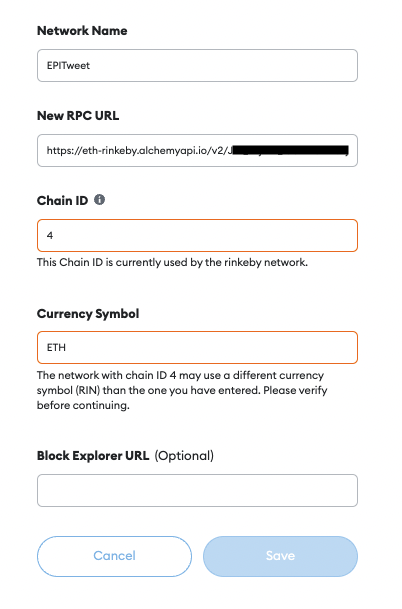 Network Name
EPITweet
New RPC URL
https://eth-rinkeby.alchemyapi.io/v2/J
Chain ID
4
This Chain ID is currently used by the rinkeby network.
Currency Symbol
ETH
The network with chain ID 4 may use a different currency
symbol (RIN) than the one you have entered. Please verify
before continuing.
Block Explorer URL (Optional)
Cancel Save